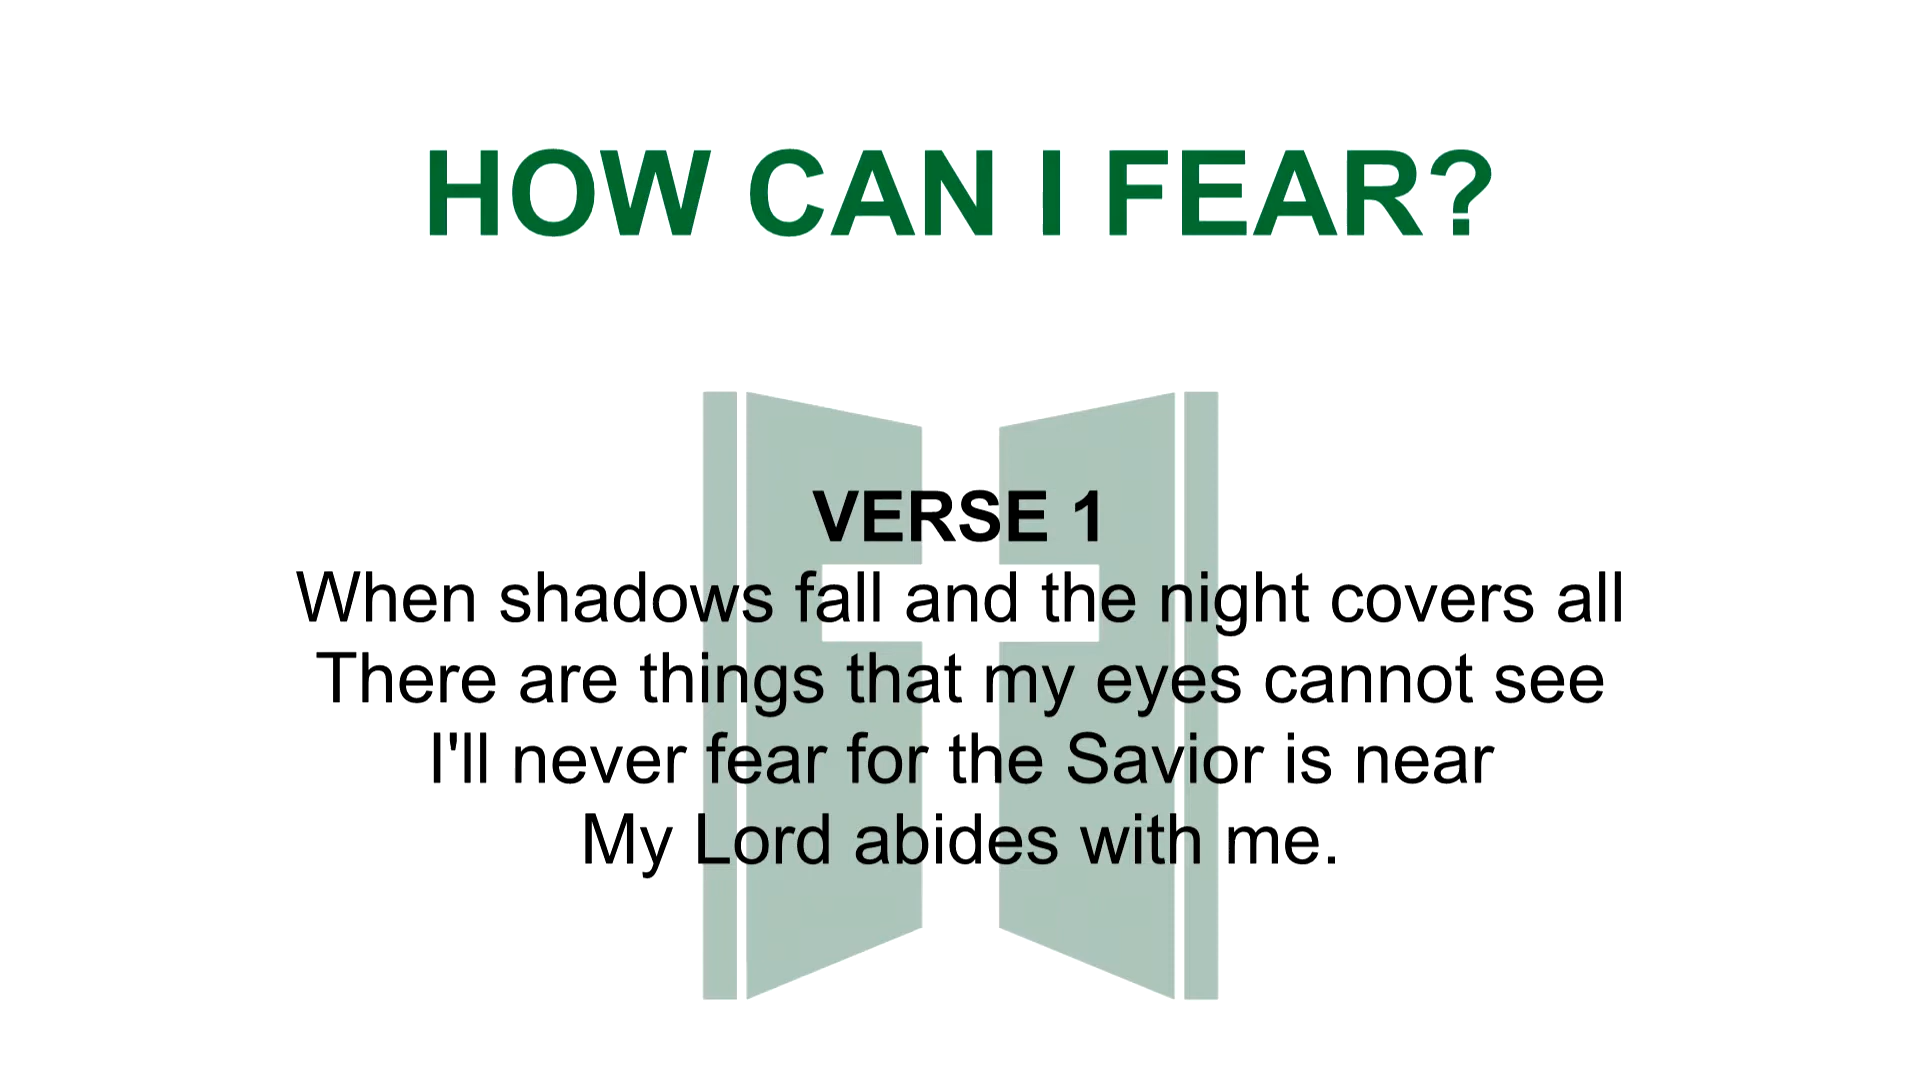 HOW CAN I FEAR?
VERSE 1
When shadows fall and the night covers all
There are things that my eyes cannot see
I'll never fear for the Savior is near
My Lord abides with me.